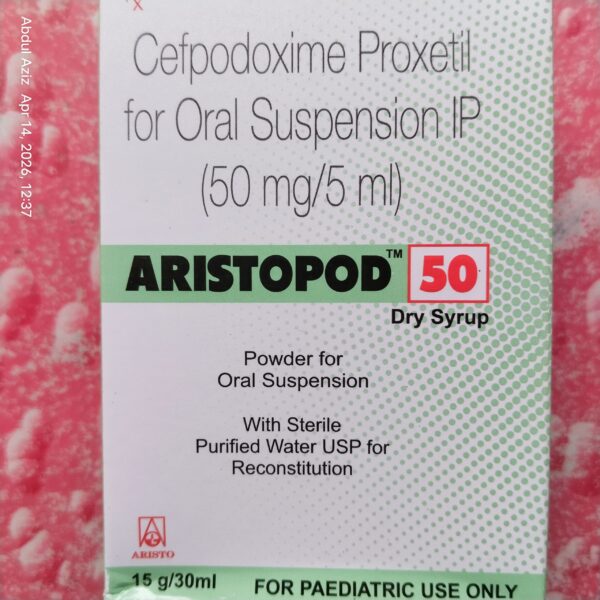 Abdul Aziz Apr 14, 2026, 12:37
Cefpodoxime Proxetil
for Oral Suspension IP
(50 mg/5 ml)
ARISTOPOD™ 50
Dry Syrup
Powder for
Oral Suspension
With Sterile
Purified Water USP for
Reconstitution
ARISTO
15 g/30ml FOR PAEDIATRIC USE ONLY